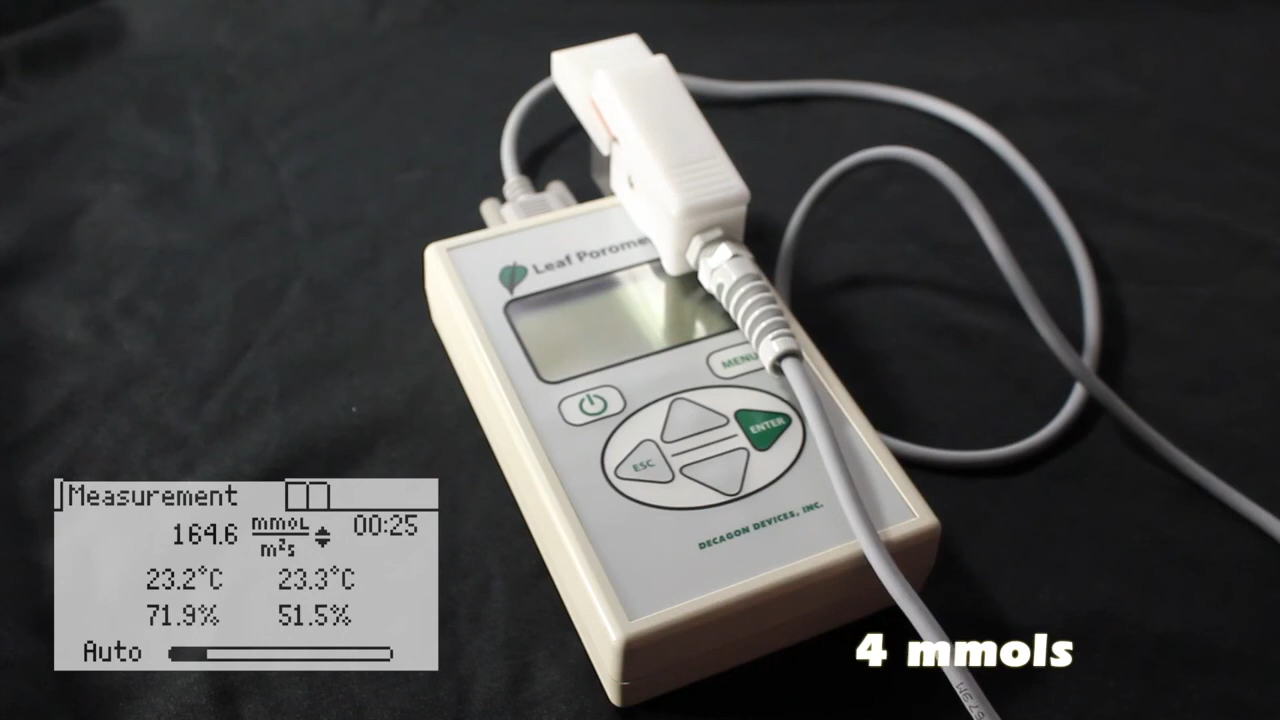 Leaf Porome
MENU
ESC
ENTER
DECAGON DEVICES, INC.
Measurement
164.6 mmol/m²s 00:25
23.2°C 23.3°C
71.9% 51.5%
Auto
4 mmols